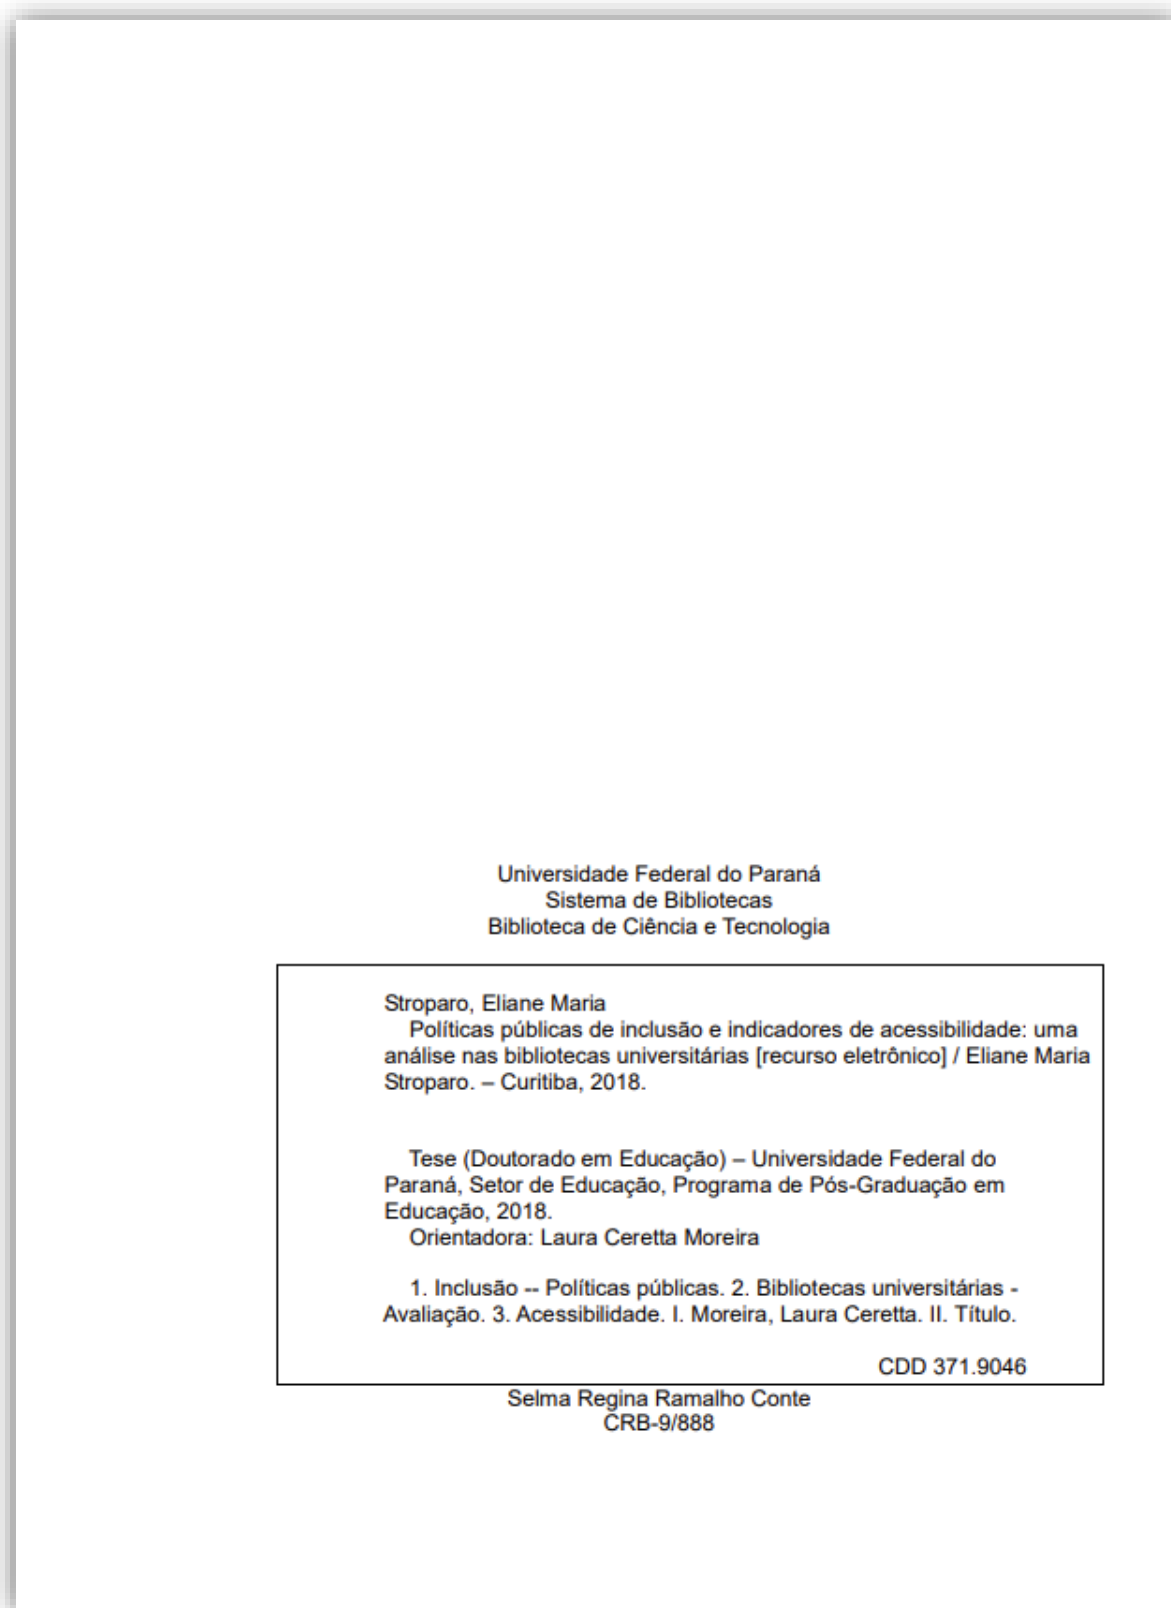 Universidade Federal do Paraná
Sistema de Bibliotecas
Biblioteca de Ciência e Tecnologia
Stroparo, Eliane Maria
Políticas públicas de inclusão e indicadores de acessibilidade: uma
análise nas bibliotecas universitárias [recurso eletrônico] / Eliane Maria
Stroparo. – Curitiba, 2018.
Tese (Doutorado em Educação) – Universidade Federal do
Paraná, Setor de Educação, Programa de Pós-Graduação em
Educação, 2018.
Orientadora: Laura Ceretta Moreira
1. Inclusão -- Políticas públicas. 2. Bibliotecas universitárias -
Avaliação. 3. Acessibilidade. I. Moreira, Laura Ceretta. II. Título.
CDD 371.9046
Selma Regina Ramalho Conte
CRB-9/888